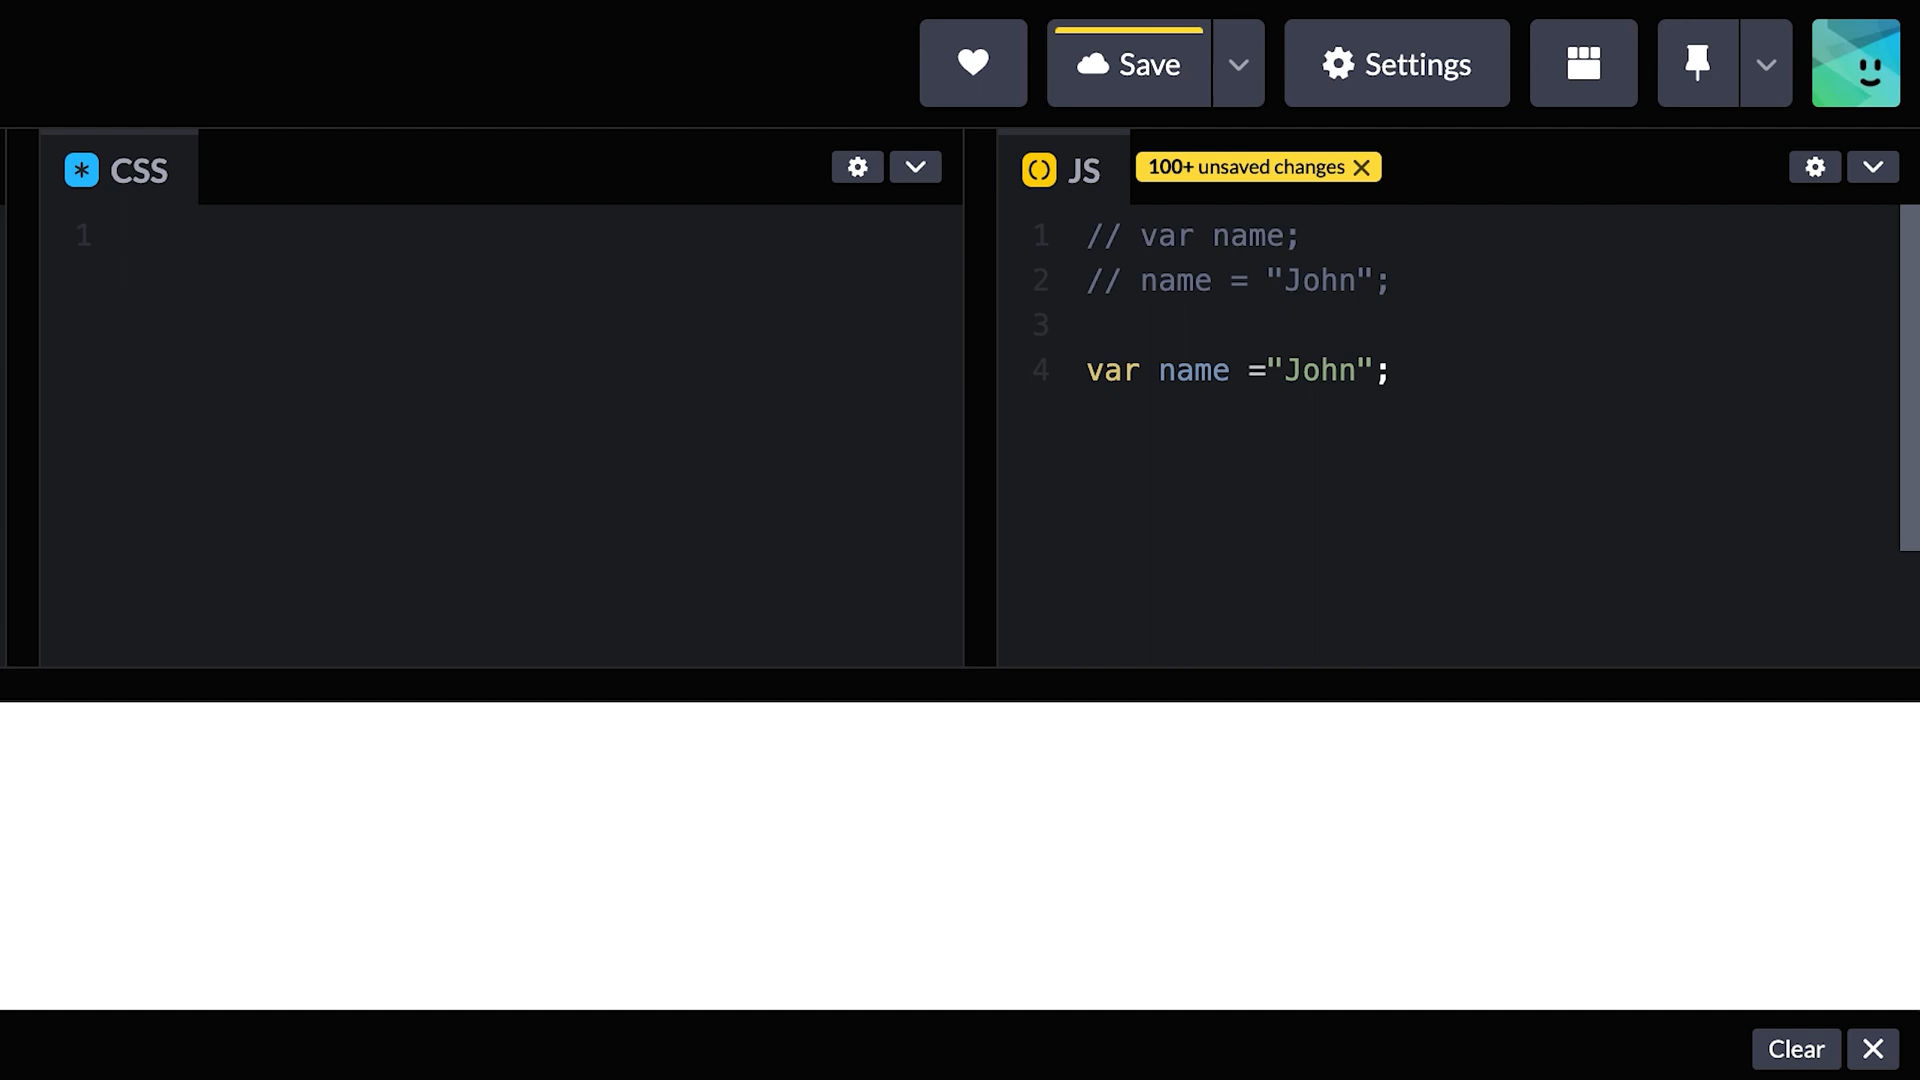 Save
Settings
CSS
JS
100+ unsaved changes
1
1 // var name;
2 // name = "John";
3
4 var name ="John";
Clear